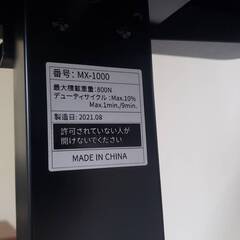 番号: MX-1000
最大積載重量: 800N
デューティサイクル: Max.10%
Max.1min./9min.
製造日: 2021.08
許可されていない人が
開けないでください
MADE IN CHINA